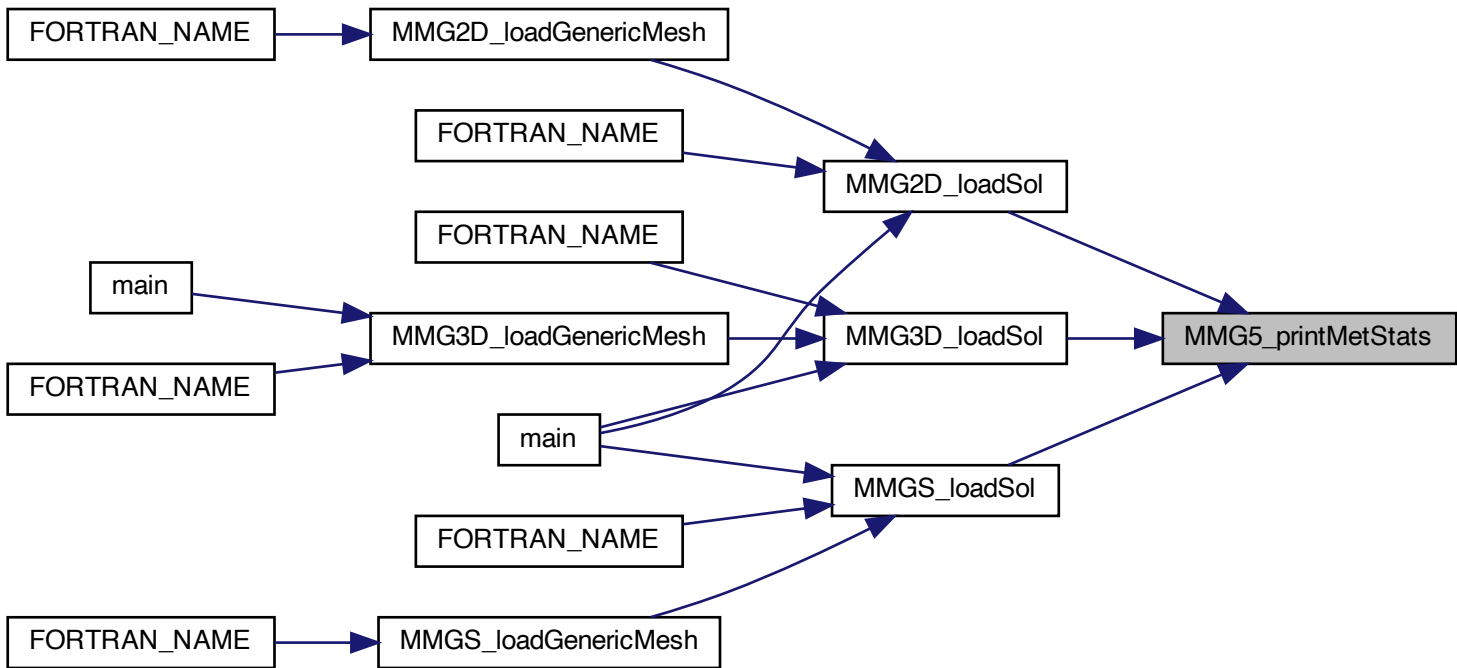 FORTRAN_NAME
MMG2D_loadGenericMesh
FORTRAN_NAME
MMG2D_loadSol
FORTRAN_NAME
main
MMG3D_loadGenericMesh
MMG3D_loadSol
MMG5_printMetStats
FORTRAN_NAME
main
MMGS_loadSol
FORTRAN_NAME
FORTRAN_NAME
MMGS_loadGenericMesh